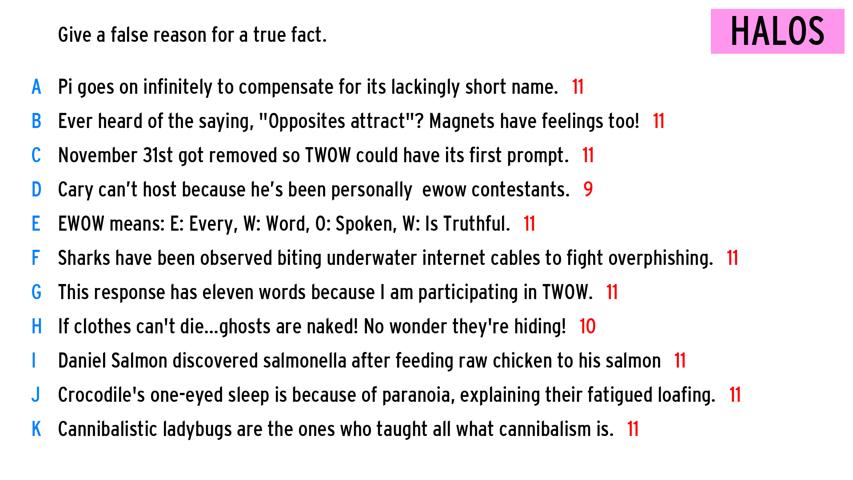 Give a false reason for a true fact.
HALOS
A Pi goes on infinitely to compensate for its lackingly short name. 11
B Ever heard of the saying, "Opposites attract"? Magnets have feelings too! 11
C November 31st got removed so TWOW could have its first prompt. 11
D Cary can't host because he's been personally  ewow contestants. 9
E EWOW means: E: Every, W: Word, O: Spoken, W: Is Truthful. 11
F Sharks have been observed biting underwater internet cables to fight overphishing. 11
G This response has eleven words because I am participating in TWOW. 11
H If clothes can't die...ghosts are naked! No wonder they're hiding! 10
I Daniel Salmon discovered salmonella after feeding raw chicken to his salmon 11
J Crocodile's one-eyed sleep is because of paranoia, explaining their fatigued loafing. 11
K Cannibalistic ladybugs are the ones who taught all what cannibalism is. 11